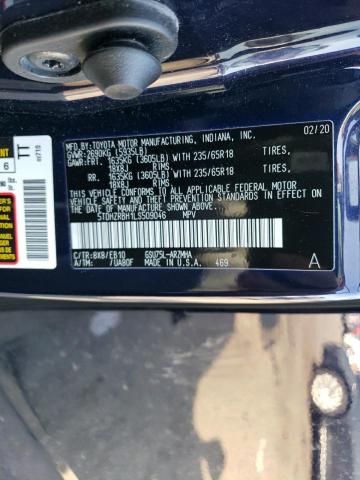 MFD.BY:TOYOTA MOTOR MANUFACTURING, INDIANA, INC. 02/20
GVWR:2690KG (5935LB)
GAWR:FRT. 1635KG (3605LB) WITH 235/65R18 TIRES,
18X8J RIMS
RR. 1635KG (3605LB) WITH 235/65R18 TIRES,
18X8J RIMS
THIS VEHICLE CONFORMS TO ALL APPLICABLE
FEDERAL MOTOR VEHICLE SAFETY AND
STANDARDS IN EFFECT ON THE DATE OF
MANUFACTURE SHOWN ABOVE.
5TDHZRBH1LS509046 MPV
C/TR:8X8/EB10 GSU75L-ARZMHA
A/TM: /UA80F MADE IN U.S.A. 469 A
TT
6